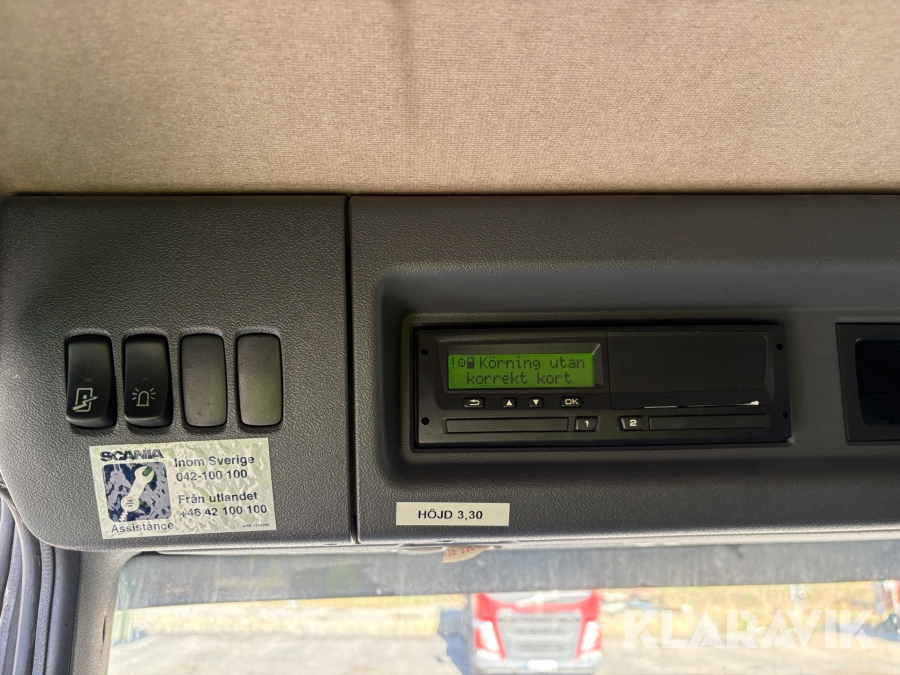 !
Körning utan
korrekt kort
OK
1
2
SCANIA
Inom Sverige
042-100 100
Från utlandet
+46 42 100 100
Assistance
HÖJD 3,30
KLARAVIK